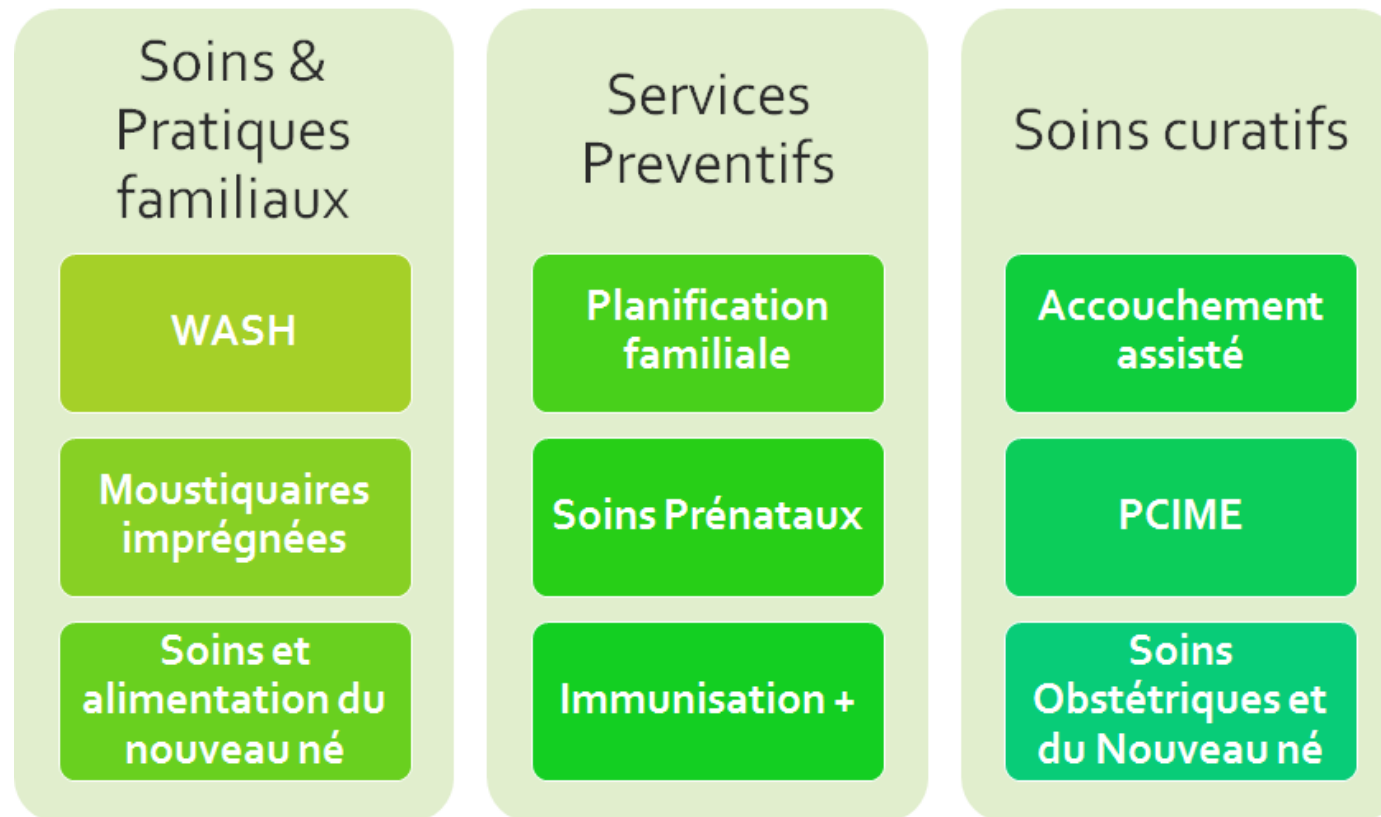 Soins &
Pratiques
familiaux
WASH
Moustiquaires
imprégnées
Soins et
alimentation du
nouveau né
Services
Preventifs
Planification
familiale
Soins Prénataux
Immunisation +
Soins curatifs
Accouchement
assisté
PCIME
Soins
Obstétriques et
du Nouveau né